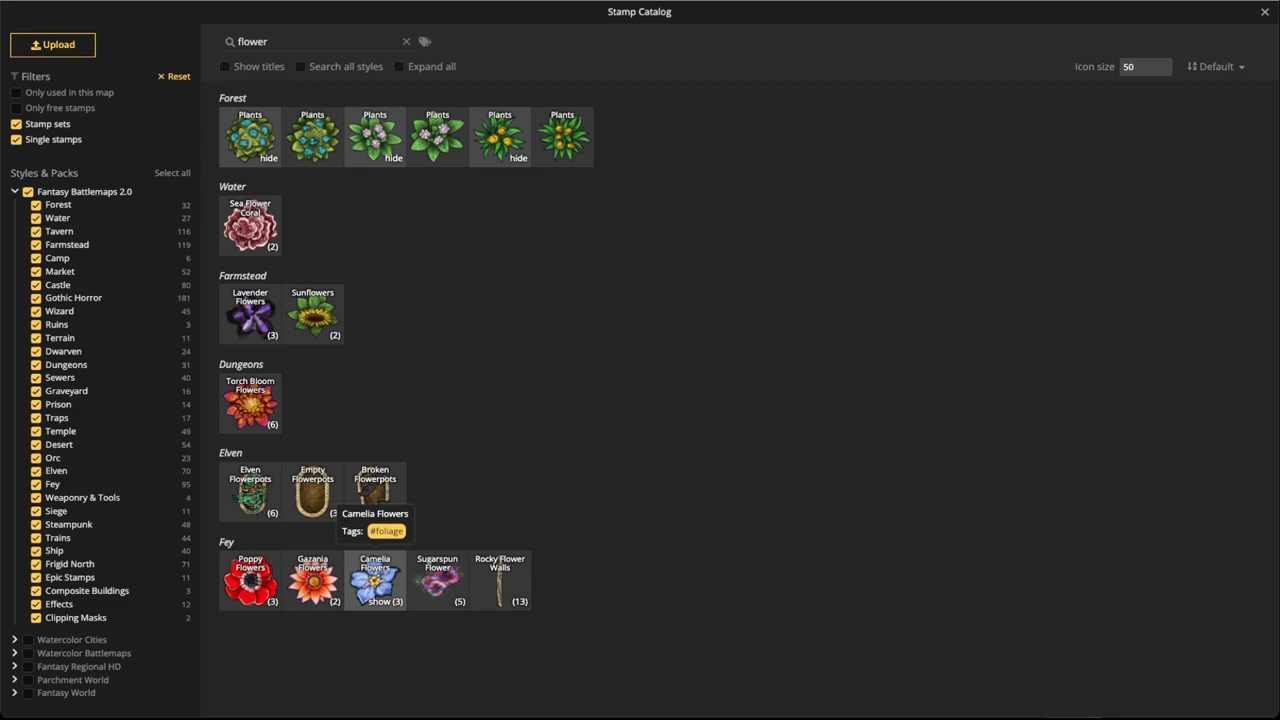 Stamp Catalog
Upload
flower
Show titles
Search all styles
Expand all
Icon size
50
Default
Filters
Reset
Only used in this map
Only free stamps
Stamp sets
Single stamps
Styles & Packs
Select all
Fantasy Battlemaps 2.0
Forest 32
Water 27
Tavern 116
Farmstead 119
Camp 6
Market 52
Castle 80
Gothic Horror 181
Wizard 45
Ruins 3
Terrain 11
Dwarven 24
Dungeons 31
Sewers 40
Graveyard 16
Prison 14
Traps 17
Temple 49
Desert 54
Orc 23
Elven 70
Fey 95
Weaponry & Tools 4
Siege 11
Steampunk 68
Trains 44
Ship 40
Frigid North 71
Epic Stamps 11
Composite Buildings 3
Effects 12
Clipping Masks 2
Watercolor Cities
Watercolor Battlemaps
Fantasy Regional HD
Parchment World
Fantasy World
Forest
Plants
hide
Plants
Plants
hide
Plants
Plants
hide
Plants
Water
Sea Flower
Coral
(2)
Farmstead
Lavender
Flowers
(3)
Sunflowers
(2)
Dungeons
Torch Bloom
Flowers
(6)
Elven
Elven
Flowerpots
(6)
Empty
Flowerpots
(3
Broken
Flowerpots
Camelia Flowers
Tags: #foliage
Fey
Poppy
Flowers
(3)
Gazania
Flowers
(2)
Camelia
Flowers
show (3)
Sugarspun
Flower
(5)
Rocky Flower
Walls
(13)